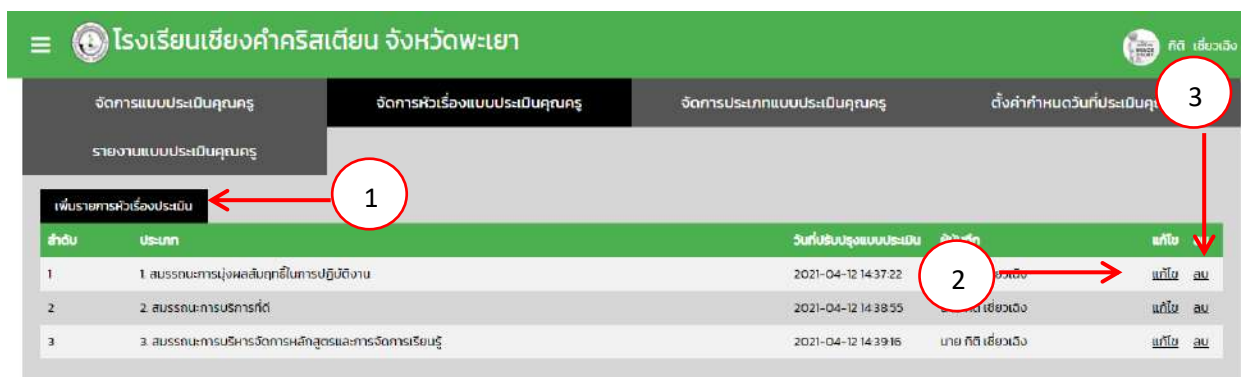 โรงเรียนเชียงคำคริสเตียน จังหวัดพะเยา
กิติ เชี่ยวเฉิง
3
จัดการแบบประเมินคุณครู จัดการหัวเรื่องแบบประเมินคุณครู จัดการประเภทแบบประเมินคุณครู ตั้งค่ากำหนดวันที่ประเมิน
รายงานแบบประเมินคุณครู
เพิ่มรายการหัวเรื่องประเมิน 1
ลำดับ ประเภท วันที่ปรับปรุงแบบประเมิน แก้ไข
1 1. สมรรถนะการมุ่งผลสัมฤทธิ์ในการปฏิบัติงาน 2021-04-12 14:37:22 2 แก้ไข ลบ
2 2. สมรรถนะการบริการที่ดี 2021-04-12 14:38:55 เชี่ยวเฉิง แก้ไข ลบ
3 3. สมรรถนะการบริหารจัดการหลักสูตรและการจัดการเรียนรู้ 2021-04-12 14:39:16 นาย กิติ เชี่ยวเฉิง แก้ไข ลบ